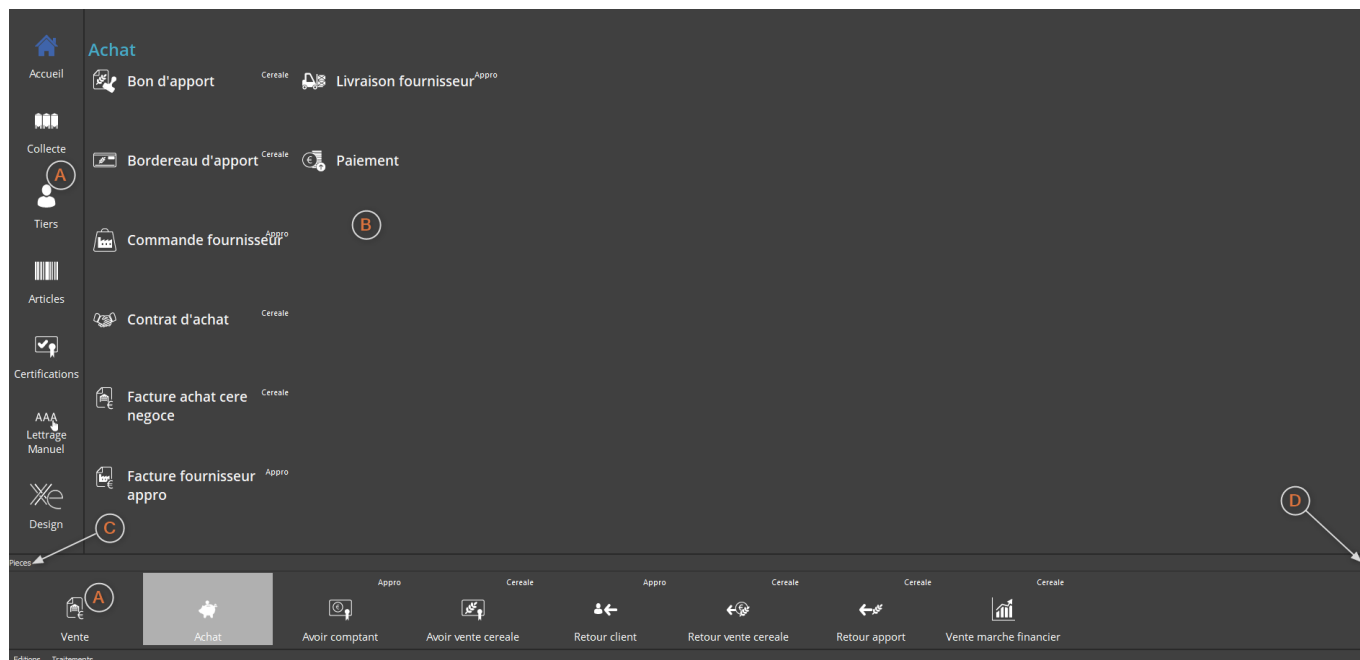 Achat
Accueil
Bon d'apport Cereale Livraison fournisseur Appro
Collecte
Bordereau d'apport Cereale Paiement
A
Tiers
Commande fournisseur Appro
B
Articles
Contrat d'achat Cereale
Certifications
Facture achat cere Cereale
negoce
AAA
Lettrage
Manuel
Facture fournisseur Appro
appro
Xe
Design
C
D
Pieces
Appro Cereale Appro Cereale Cereale Cereale
A
Vente Achat Avoir comptant Avoir vente cereale Retour client Retour vente cereale Retour apport Vente marche financier
Editions Traitements